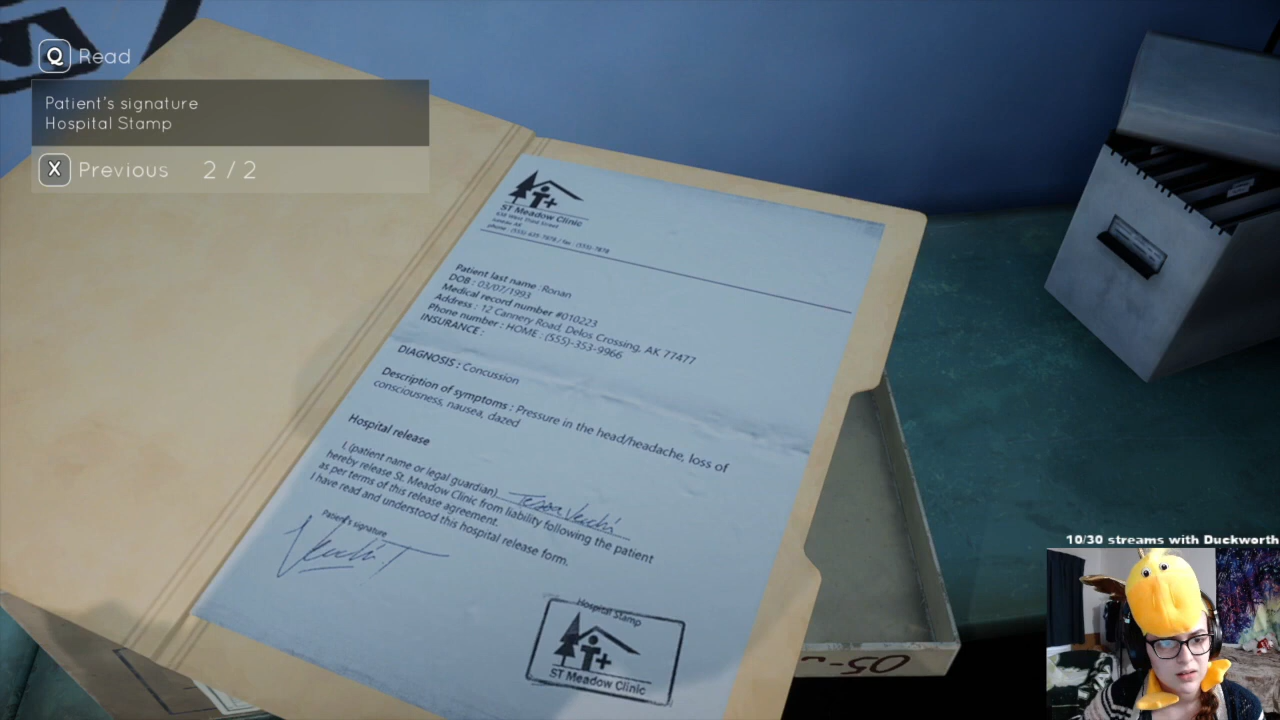 Q Read
Patient's signature
Hospital Stamp
X Previous 2 / 2
ST Meadow Clinic
Patient last name : Ronan
DOB : 03/07/1993
Medical record number #010223
Address : 12 Cannery Road, Delos Crossing, AK 77477
Phone number : HOME : (555)-353-9966
INSURANCE :
DIAGNOSIS : Concussion
Description of symptoms : Pressure in the head/headache, loss of
consciousness, nausea, dazed
Hospital release
I, (patient name or legal guardian) Tessa Vecchi
hereby release St. Meadow Clinic from liability following the patient
as per terms of this release agreement.
I have read and understood this hospital release form.
Patient's signature
Vecchi T
Hospital Stamp
ST Meadow Clinic
05-
10/30 streams with Duckworth